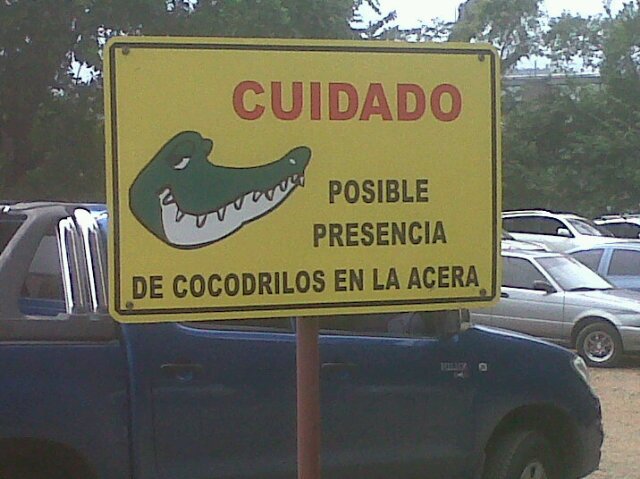 CUIDADO
POSIBLE
PRESENCIA
DE COCODRILOS EN LA ACERA